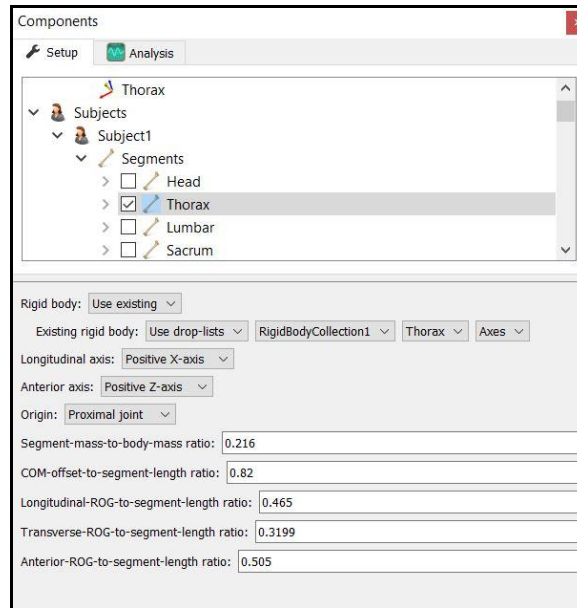 Components
Setup Analysis
Thorax
Subjects
Subject1
Segments
Head
Thorax
Lumbar
Sacrum
Rigid body: Use existing
Existing rigid body: Use drop-lists RigidBodyCollection1 Thorax Axes
Longitudinal axis: Positive X-axis
Anterior axis: Positive Z-axis
Origin: Proximal joint
Segment-mass-to-body-mass ratio: 0.216
COM-offset-to-segment-length ratio: 0.82
Longitudinal-ROG-to-segment-length ratio: 0.465
Transverse-ROG-to-segment-length ratio: 0.3199
Anterior-ROG-to-segment-length ratio: 0.505